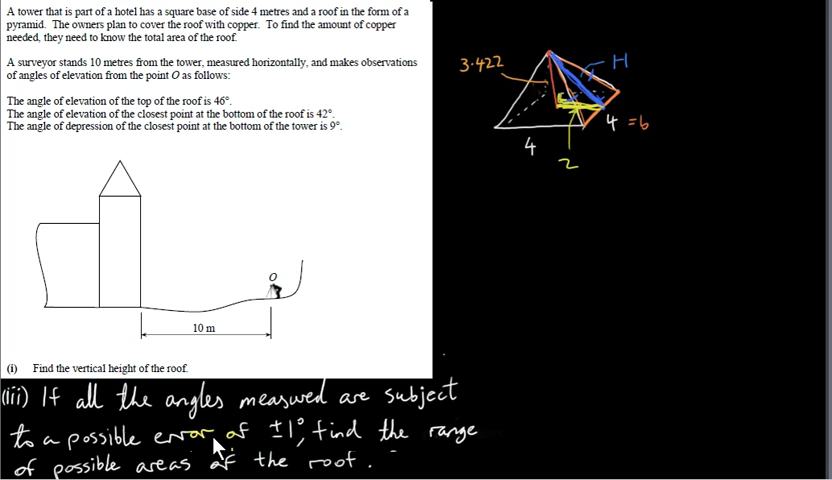 A tower that is part of a hotel has a square base of side 4 metres and a roof in the form of a
pyramid. The owners plan to cover the roof with copper. To find the amount of copper
needed, they need to know the total area of the roof.
A surveyor stands 10 metres from the tower, measured horizontally, and makes observations
of angles of elevation from the point O as follows:
The angle of elevation of the top of the roof is 46°.
The angle of elevation of the closest point at the bottom of the roof is 42°.
The angle of depression of the closest point at the bottom of the tower is 9°.
3.422
H
4 = b
4
2
O
10 m
(i) Find the vertical height of the roof.
(iii) If all the angles measured are subject
to a possible error of ±1°, find the range
of possible areas of the roof.